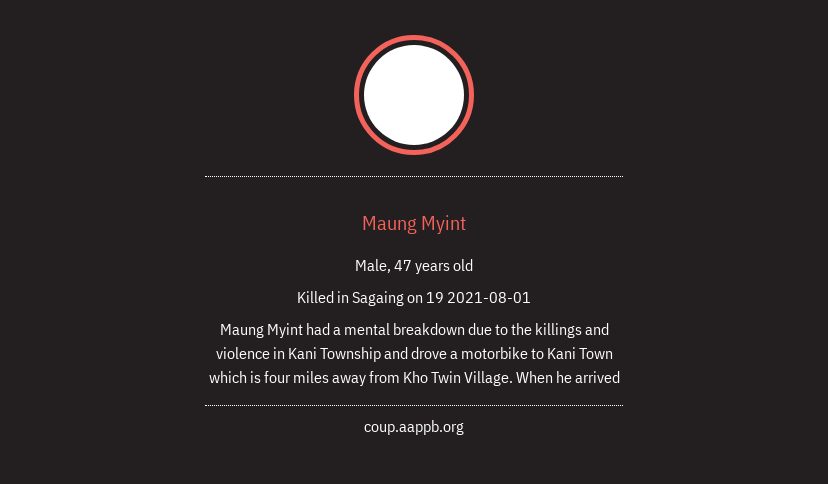 Maung Myint
Male, 47 years old
Killed in Sagaing on 19 2021-08-01
Maung Myint had a mental breakdown due to the killings and
violence in Kani Township and drove a motorbike to Kani Town
which is four miles away from Kho Twin Village. When he arrived
coup.aappb.org